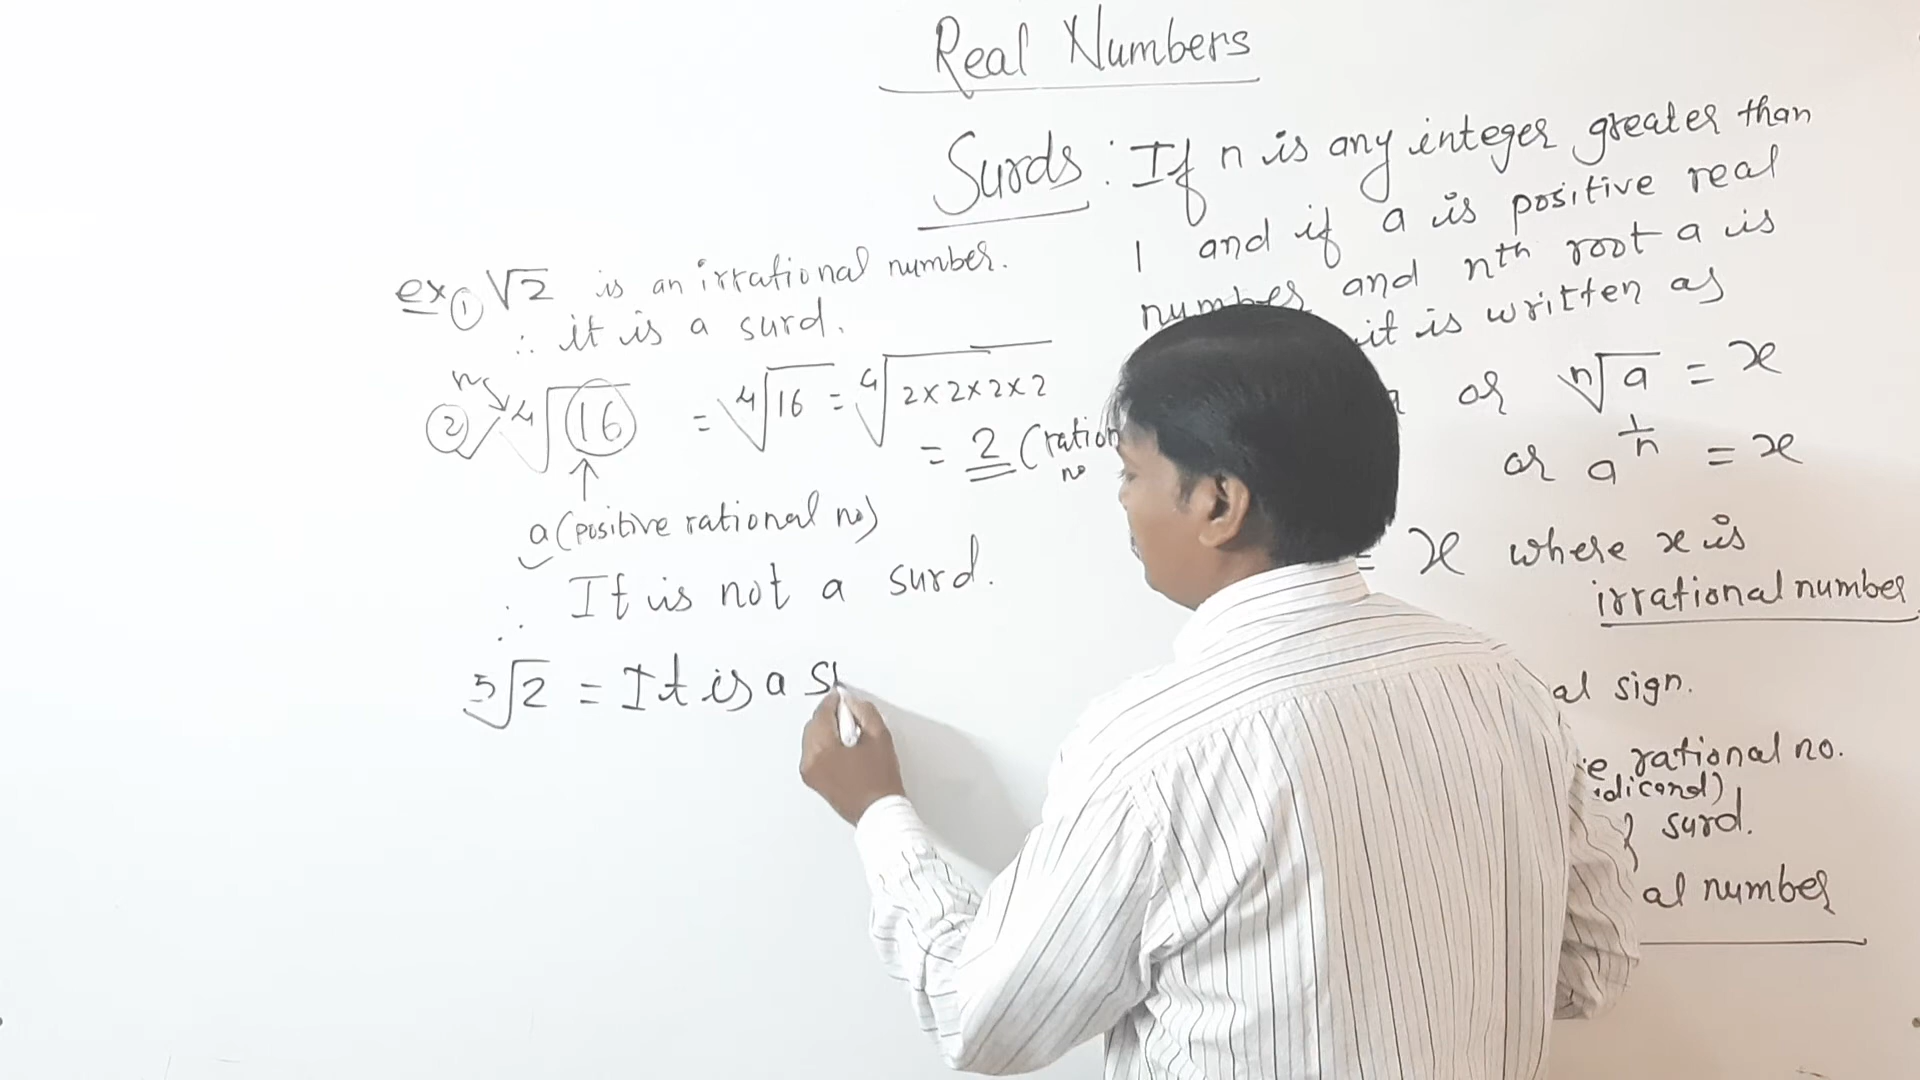 Real Numbers
Surds : If n is any integer greater than
1 and if a is positive real
number and nth root a is
it is written as
or ⁿ√a = x
or a^(1/n) = x
= x where x is
irrational number
al sign.
rational no.
surd.
al number
ex ① √2 is an irrational number.
∴ it is a surd.
n
② ⁴√16 = ⁴√16 = ⁴√2×2×2×2
= 2 (ration
no
a (positive rational no)
∴ It is not a surd.
⁵√2 = It is a s